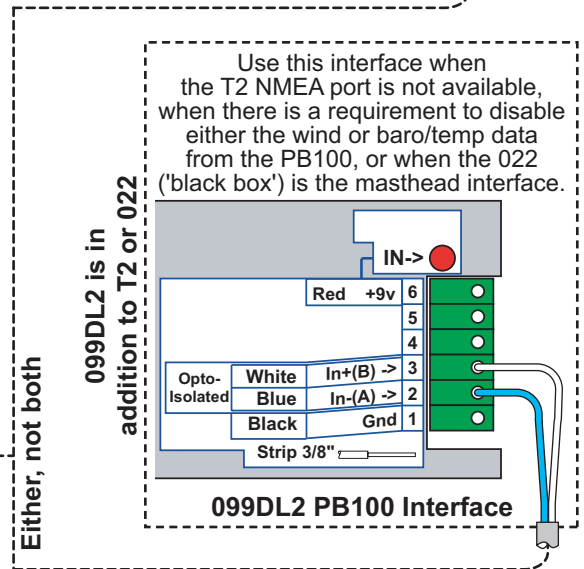 Use this interface when
the T2 NMEA port is not available,
when there is a requirement to disable
either the wind or baro/temp data
from the PB100, or when the 022
('black box') is the masthead interface.
099DL2 is in
addition to T2 or 022
Either, not both
IN->
Red +9v 6
5
4
Opto-
Isolated
White In+(B) -> 3
Blue In-(A) -> 2
Black Gnd 1
Strip 3/8"
099DL2 PB100 Interface